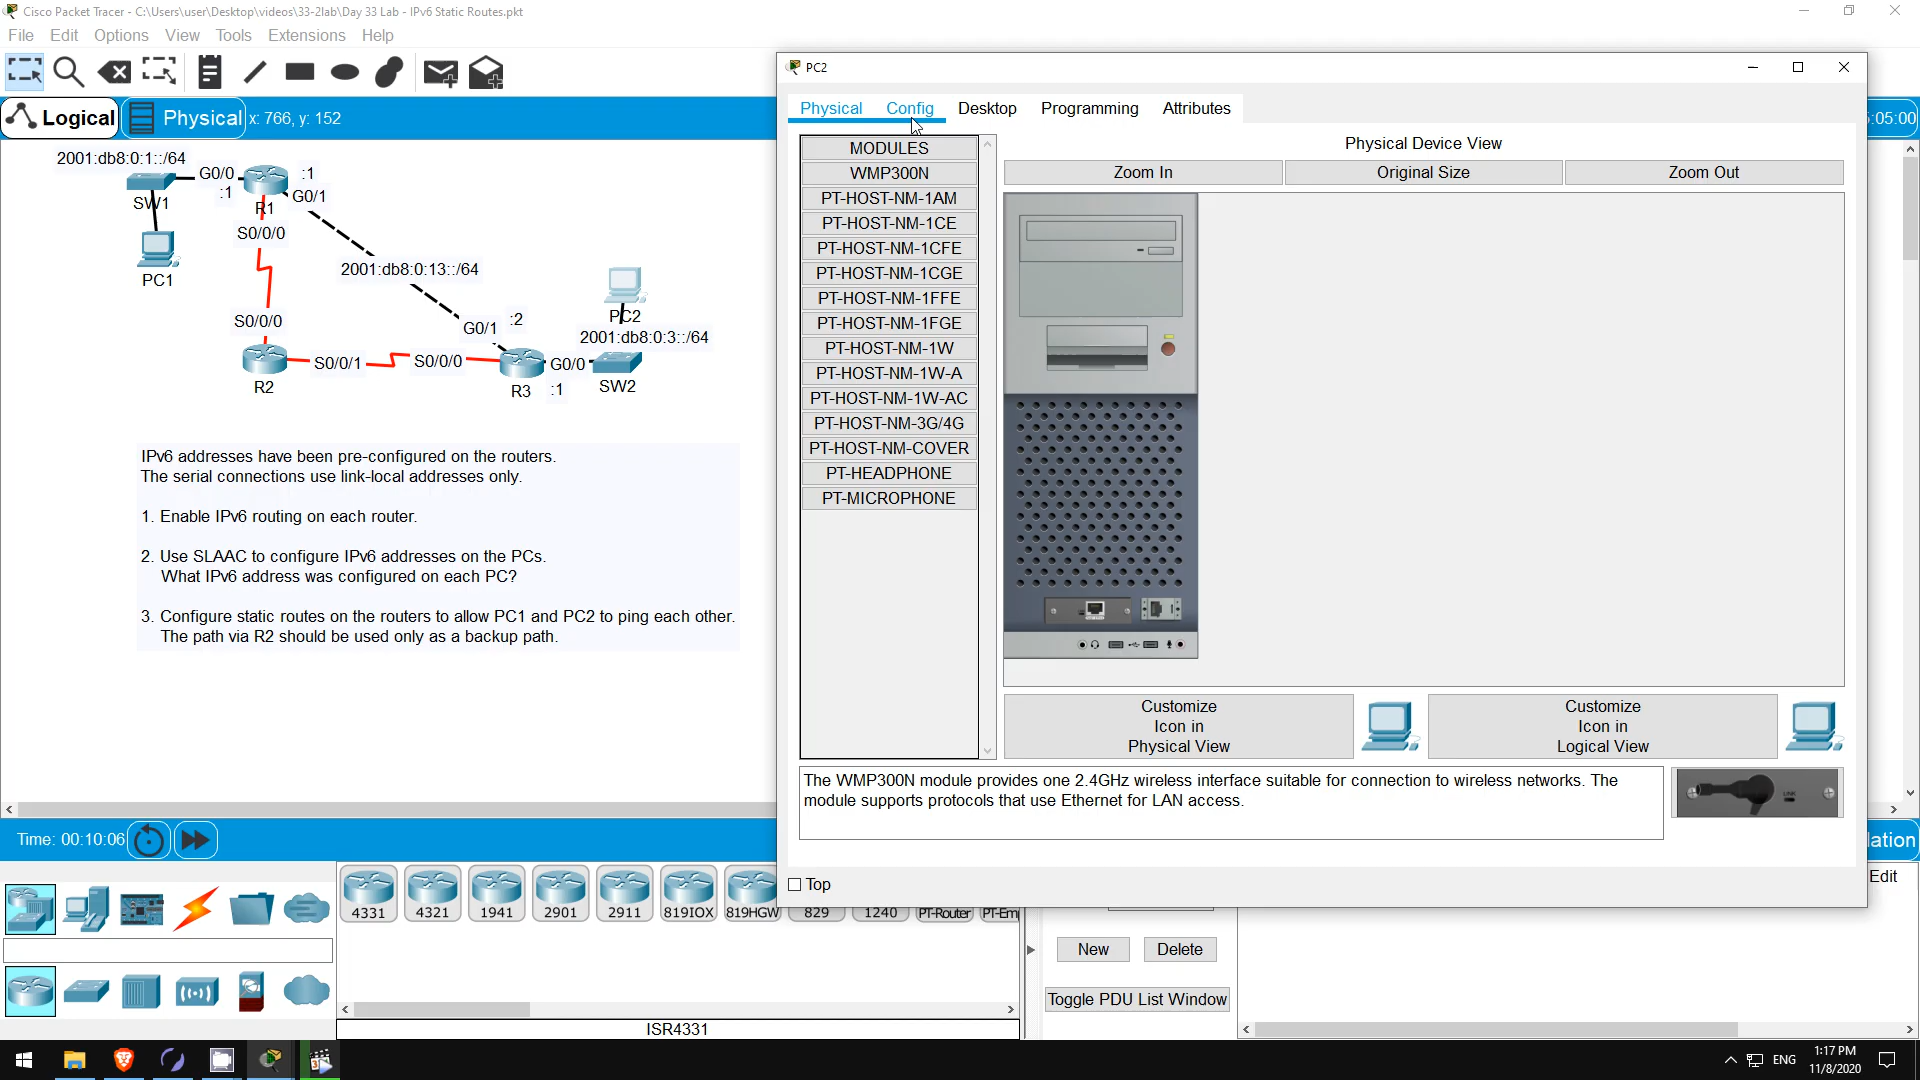 Cisco Packet Tracer - C:\Users\user\Desktop\videos\33-2lab\Day 33 Lab - IPv6 Static Routes.pkt
File Edit Options View Tools Extensions Help
Logical
Physical x: 766, y: 152
:05:00
2001:db8:0:1::/64
G0/0
:1
:1
G0/1
SW1
R1
S0/0/0
PC1
2001:db8:0:13::/64
PC2
2001:db8:0:3::/64
S0/0/0
G0/1
:2
S0/0/1
S0/0/0
G0/0
R2
R3
:1
SW2
IPv6 addresses have been pre-configured on the routers.
The serial connections use link-local addresses only.
1. Enable IPv6 routing on each router.
2. Use SLAAC to configure IPv6 addresses on the PCs.
What IPv6 address was configured on each PC?
3. Configure static routes on the routers to allow PC1 and PC2 to ping each other.
The path via R2 should be used only as a backup path.
PC2
Physical Config Desktop Programming Attributes
MODULES
WMP300N
PT-HOST-NM-1AM
PT-HOST-NM-1CE
PT-HOST-NM-1CFE
PT-HOST-NM-1CGE
PT-HOST-NM-1FFE
PT-HOST-NM-1FGE
PT-HOST-NM-1W
PT-HOST-NM-1W-A
PT-HOST-NM-1W-AC
PT-HOST-NM-3G/4G
PT-HOST-NM-COVER
PT-HEADPHONE
PT-MICROPHONE
Physical Device View
Zoom In
Original Size
Zoom Out
Customize
Icon in
Physical View
Customize
Icon in
Logical View
The WMP300N module provides one 2.4GHz wireless interface suitable for connection to wireless networks. The
module supports protocols that use Ethernet for LAN access.
Top
Time: 00:10:06
lation
Edit
4331
4321
1941
2901
2911
819IOX
819HGW
829
1240
PT-Router
PT-Em
New
Delete
Toggle PDU List Window
ISR4331
ENG
1:17 PM
11/8/2020